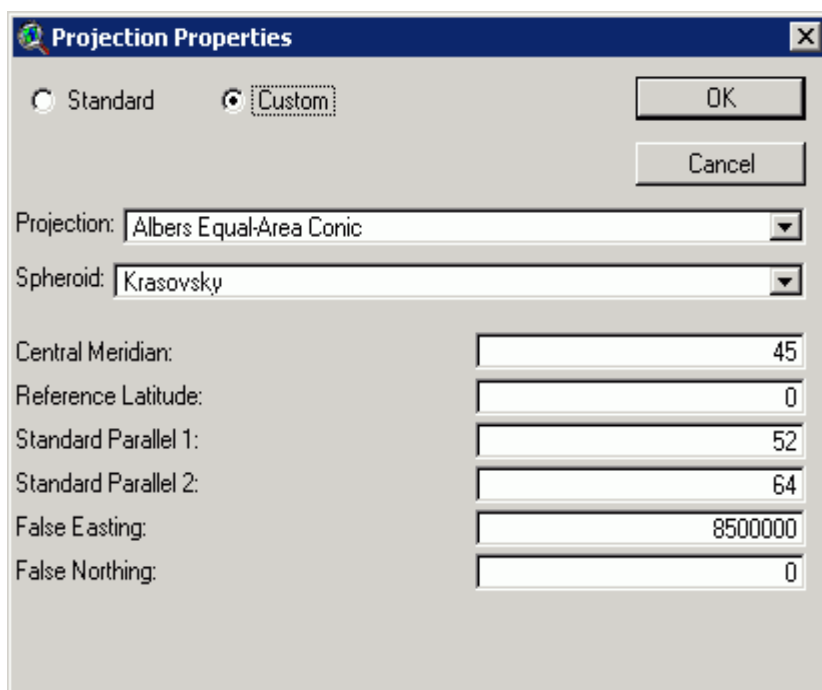 Projection Properties
Standard Custom OK
Cancel
Projection: Albers Equal-Area Conic
Spheroid: Krasovsky
Central Meridian: 45
Reference Latitude: 0
Standard Parallel 1: 52
Standard Parallel 2: 64
False Easting: 8500000
False Northing: 0